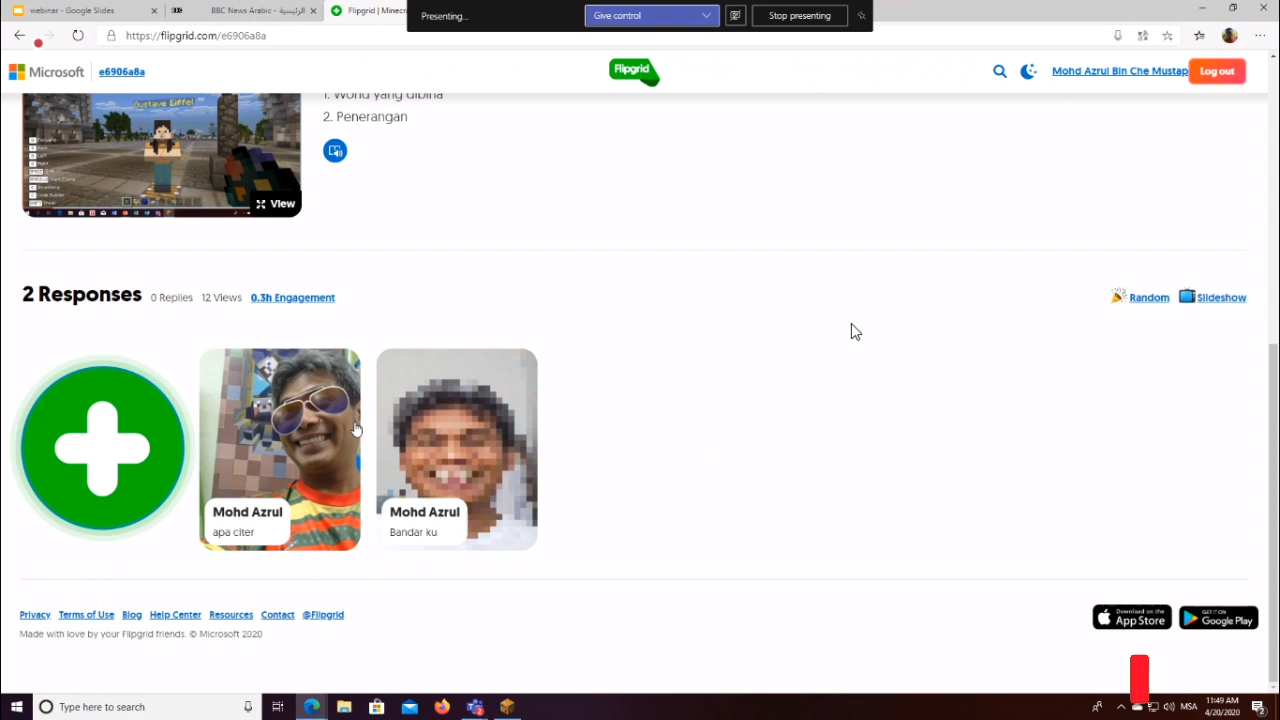 webinar - Google Slides
BBC News Arabic - الرئيسية
Flipgrid | Minecr
Presenting...
Give control
Stop presenting
https://flipgrid.com/e6906a8a
Microsoft
e6906a8a
Flipgrid
Mohd Azrul Bin Che Mustap
Log out
Gustave Eiffel
1. World yang dibina
2. Penerangan
View
2 Responses
0 Replies
12 Views
0.3h Engagement
Random
Slideshow
Mohd Azrul
apa citer
Mohd Azrul
Bandar ku
Privacy
Terms of Use
Blog
Help Center
Resources
Contact
@Flipgrid
Download on the
App Store
GET IT ON
Google Play
Made with love by your Flipgrid friends. © Microsoft 2020
Type here to search
MSA
11:49 AM
4/20/2020
2